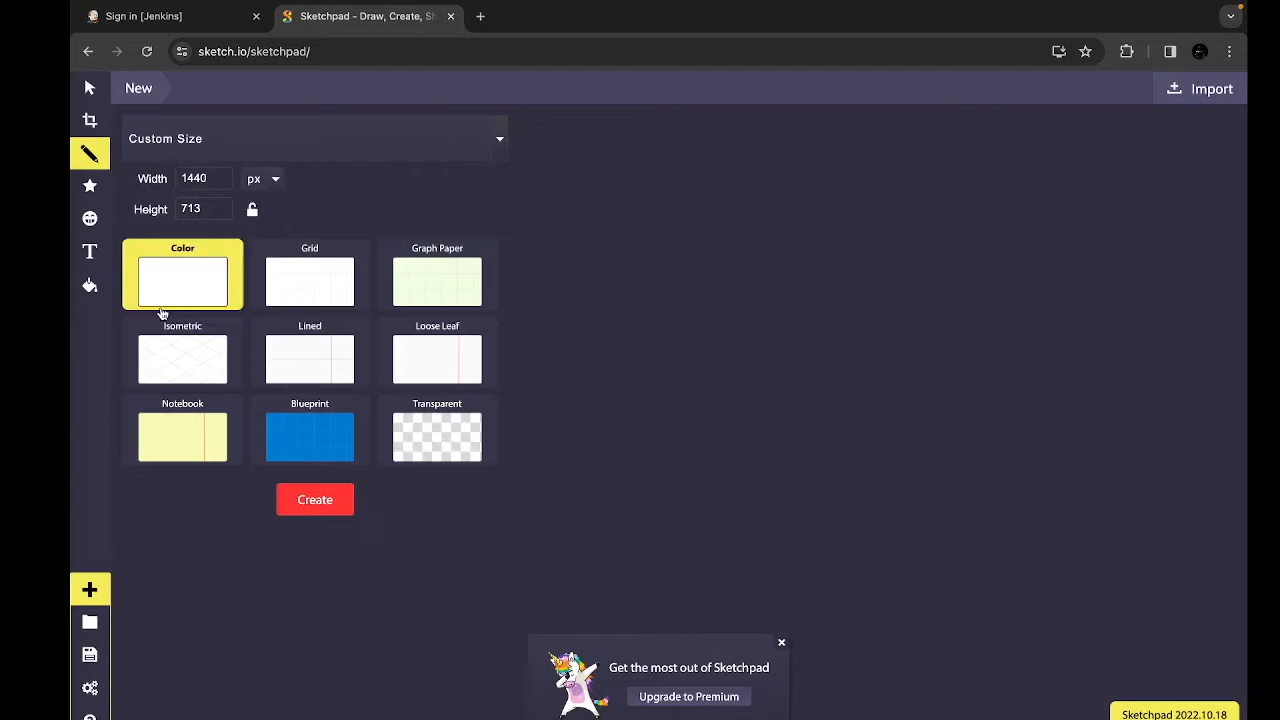 Sign in [Jenkins]
Sketchpad - Draw, Create, Sh
sketch.io/sketchpad/
New
Import
Custom Size
Width 1440 px
Height 713
Color Grid Graph Paper
Isometric Lined Loose Leaf
Notebook Blueprint Transparent
Create
Get the most out of Sketchpad
Upgrade to Premium
Sketchpad 2022.10.18